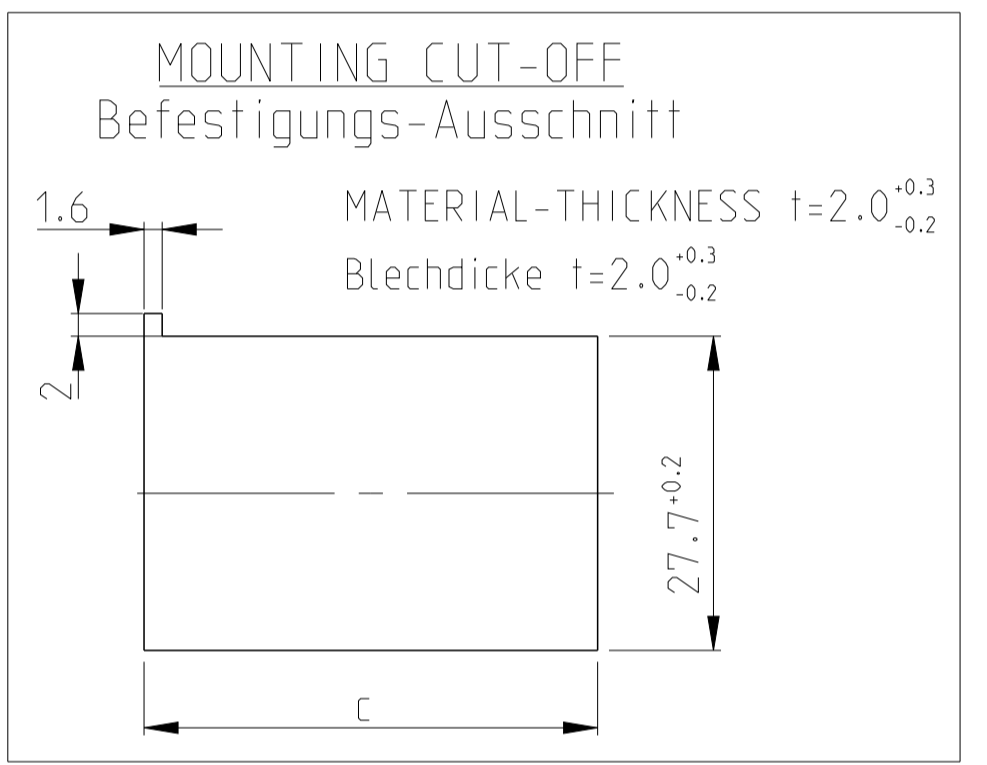 MOUNTING CUT-OFF
Befestigungs-Ausschnitt
1.6
MATERIAL-THICKNESS t=2.0 +0.3 -0.2
Blechdicke t=2.0 +0.3 -0.2
2
27.7 +0.2
C